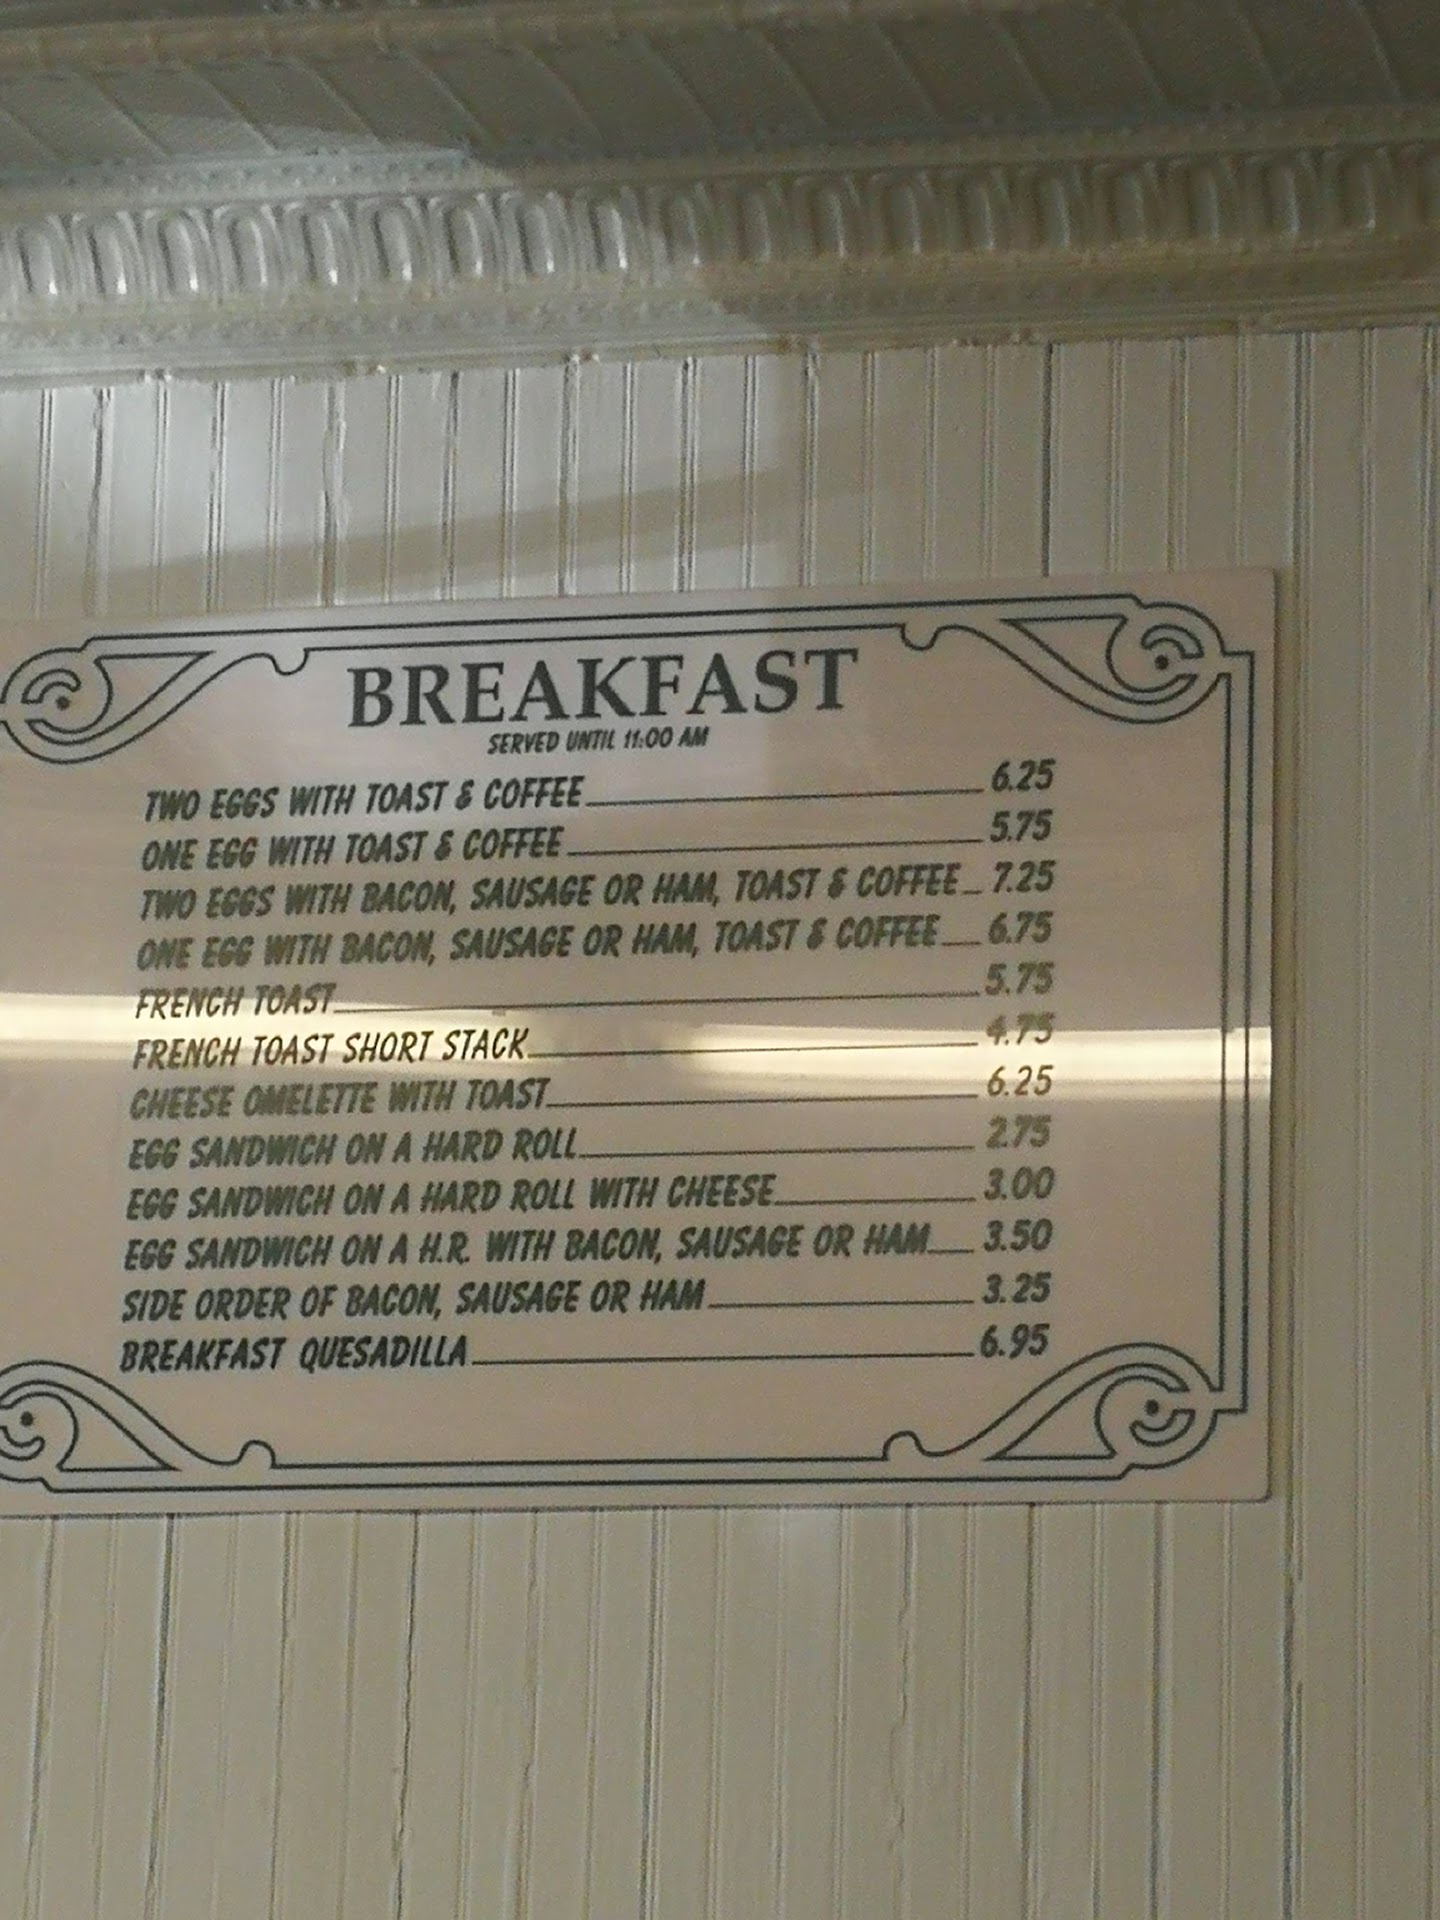 BREAKFAST
SERVED UNTIL 11:00 AM
TWO EGGS WITH TOAST & COFFEE 6.25
ONE EGG WITH TOAST & COFFEE 5.75
TWO EGGS WITH BACON, SAUSAGE OR HAM, TOAST & COFFEE 7.25
ONE EGG WITH BACON, SAUSAGE OR HAM, TOAST & COFFEE 6.75
FRENCH TOAST 5.75
FRENCH TOAST SHORT STACK 4.75
CHEESE OMELETTE WITH TOAST 6.25
EGG SANDWICH ON A HARD ROLL 2.75
EGG SANDWICH ON A HARD ROLL WITH CHEESE 3.00
EGG SANDWICH ON A H.R. WITH BACON, SAUSAGE OR HAM 3.50
SIDE ORDER OF BACON, SAUSAGE OR HAM 3.25
BREAKFAST QUESADILLA 6.95